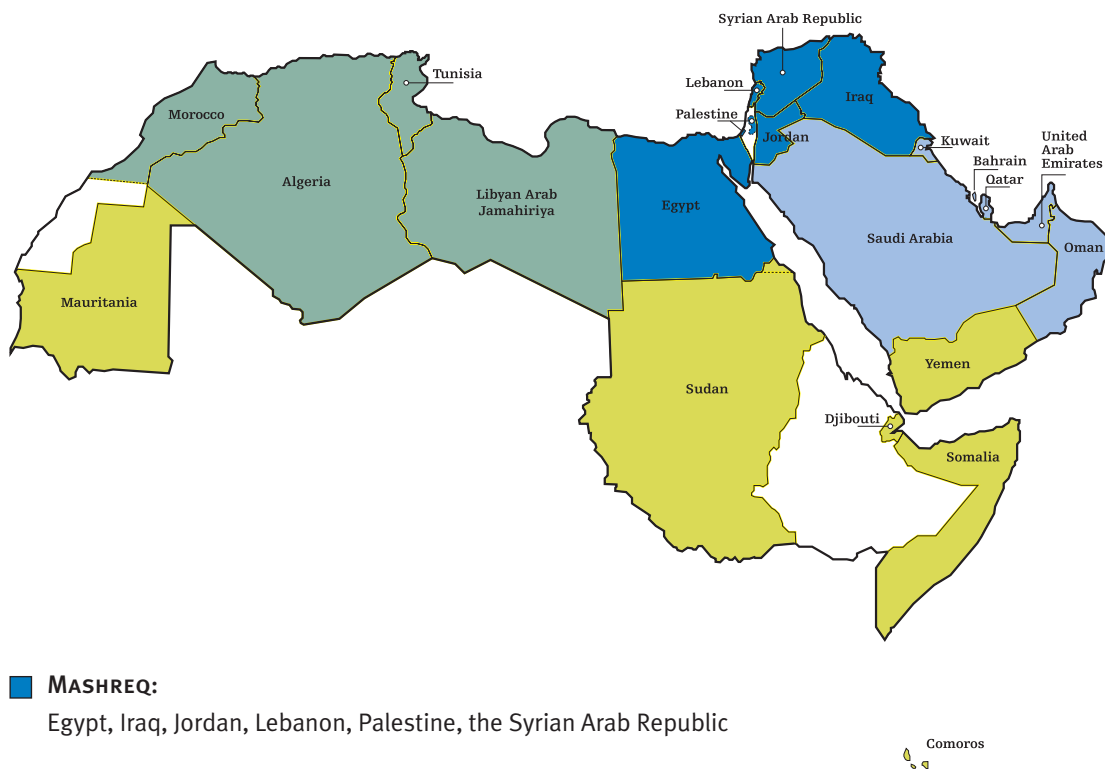 Syrian Arab Republic
Tunisia
Lebanon
Iraq
Morocco
Palestine
Jordan
Kuwait
United
Arab
Emirates
Bahrain
Qatar
Algeria
Libyan Arab
Jamahiriya
Egypt
Saudi Arabia
Oman
Mauritania
Yemen
Sudan
Djibouti
Somalia
MASHREQ:
Egypt, Iraq, Jordan, Lebanon, Palestine, the Syrian Arab Republic
Comoros